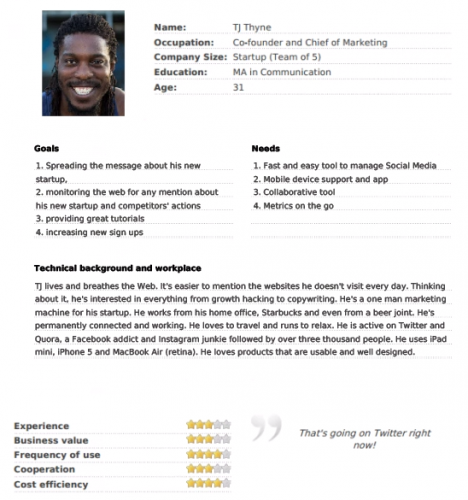 Name: TJ Thyne
Occupation: Co-founder and Chief of Marketing
Company Size: Startup (Team of 5)
Education: MA in Communication
Age: 31
Goals
1. Spreading the message about his new
startup,
2. monitoring the web for any mention about
his new startup and competitors' actions
3. providing great tutorials
4. increasing new sign ups
Needs
1. Fast and easy tool to manage Social Media
2. Mobile device support and app
3. Collaborative tool
4. Metrics on the go
Technical background and workplace
TJ lives and breathes the Web. It's easier to mention the websites he doesn't visit every day. Thinking
about it, he's interested in everything from growth hacking to copywriting. He's a one man marketing
machine for his startup. He works from his home office, Starbucks and even from a beer joint. He's
permanently connected and working. He loves to travel and runs to relax. He is active on Twitter and
Quora, a Facebook addict and Instagram junkie followed by over three thousand people. He uses iPad
mini, iPhone 5 and MacBook Air (retina). He loves products that are usable and well designed.
Experience
Business value
Frequency of use
Cooperation
Cost efficiency
”
That's going on Twitter right
now!